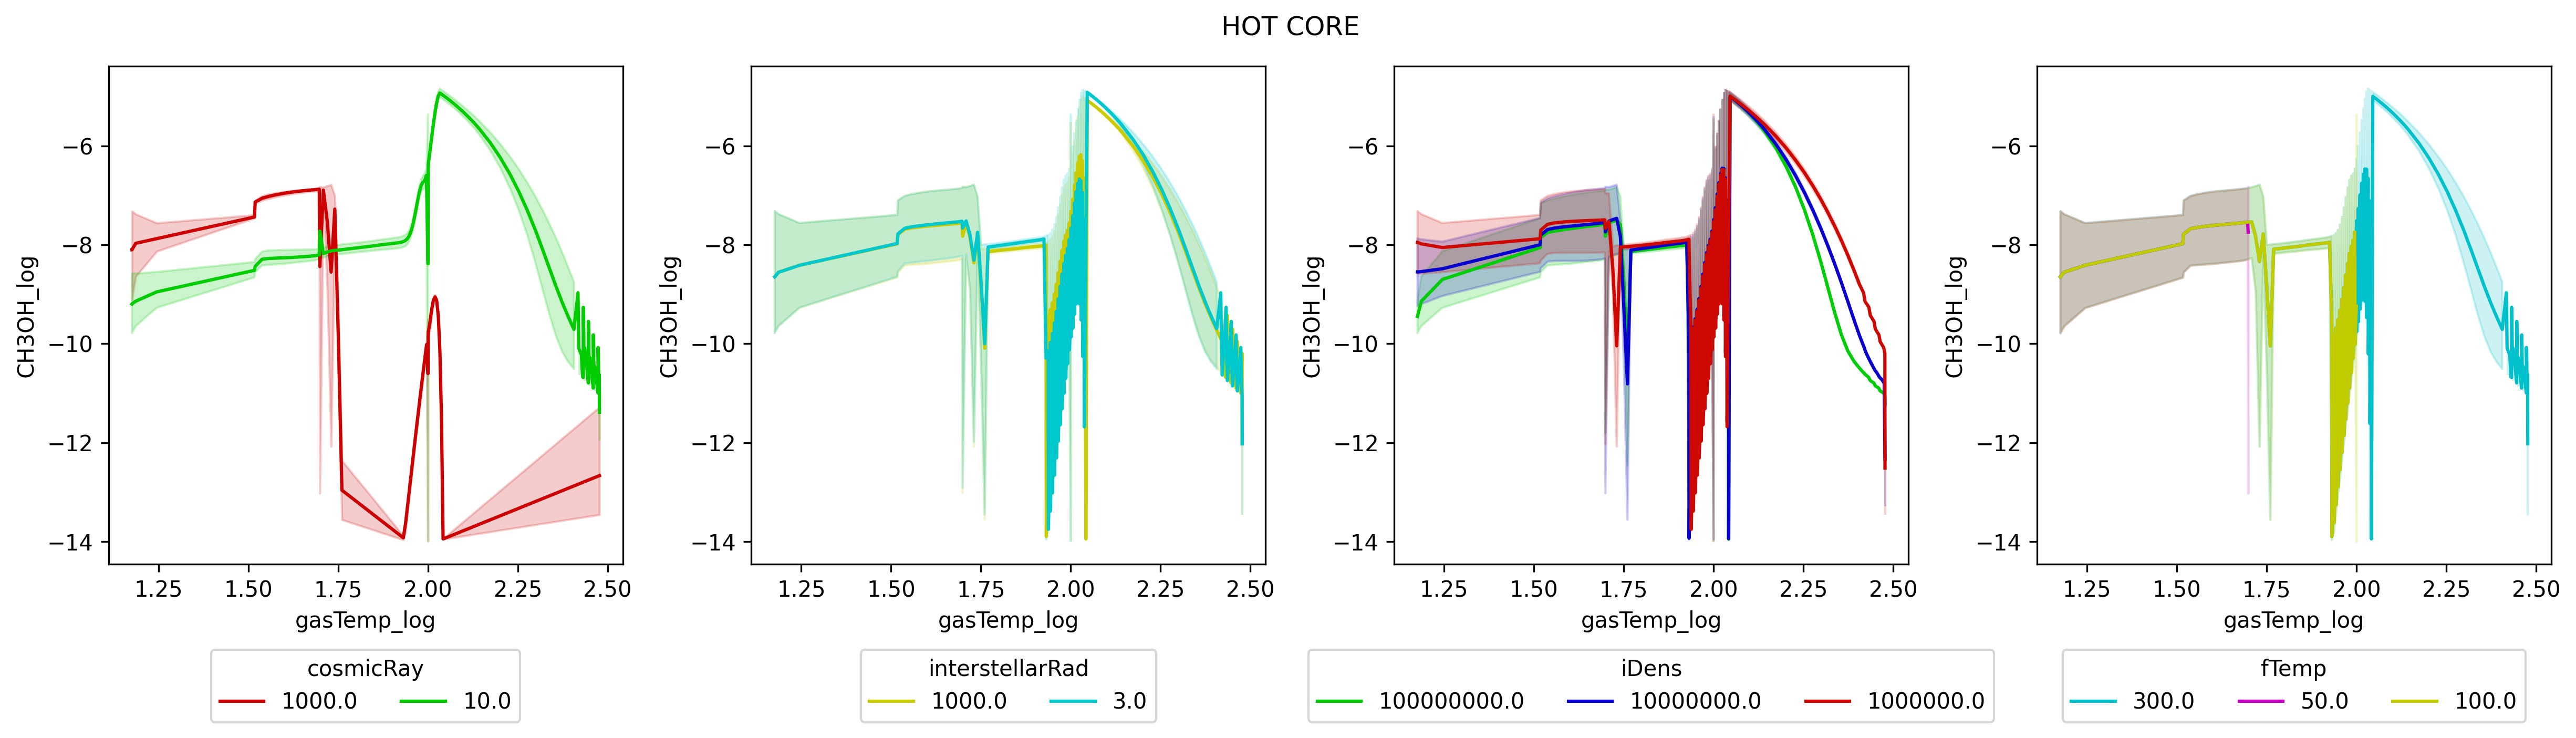 HOT CORE
CH3OH_log
−6
−8
−10
−12
−14
1.25 1.50 1.75 2.00 2.25 2.50
gasTemp_log
cosmicRay
1000.0 10.0
CH3OH_log
−6
−8
−10
−12
−14
1.25 1.50 1.75 2.00 2.25 2.50
gasTemp_log
interstellarRad
1000.0 3.0
CH3OH_log
−6
−8
−10
−12
−14
1.25 1.50 1.75 2.00 2.25 2.50
gasTemp_log
iDens
100000000.0 10000000.0 1000000.0
CH3OH_log
−6
−8
−10
−12
−14
1.25 1.50 1.75 2.00 2.25 2.50
gasTemp_log
fTemp
300.0 50.0 100.0